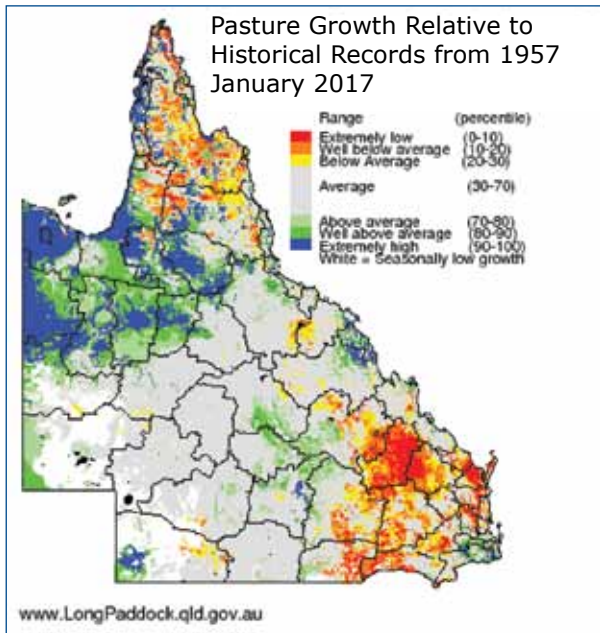 Pasture Growth Relative to
Historical Records from 1957
January 2017
Range (percentile)
Extremely low (0-10)
Well below average (10-20)
Below Average (20-30)
Average (30-70)
Above average (70-80)
Well above average (80-90)
Extremely high (90-100)
White = Seasonally low growth
www.LongPaddock.qld.gov.au